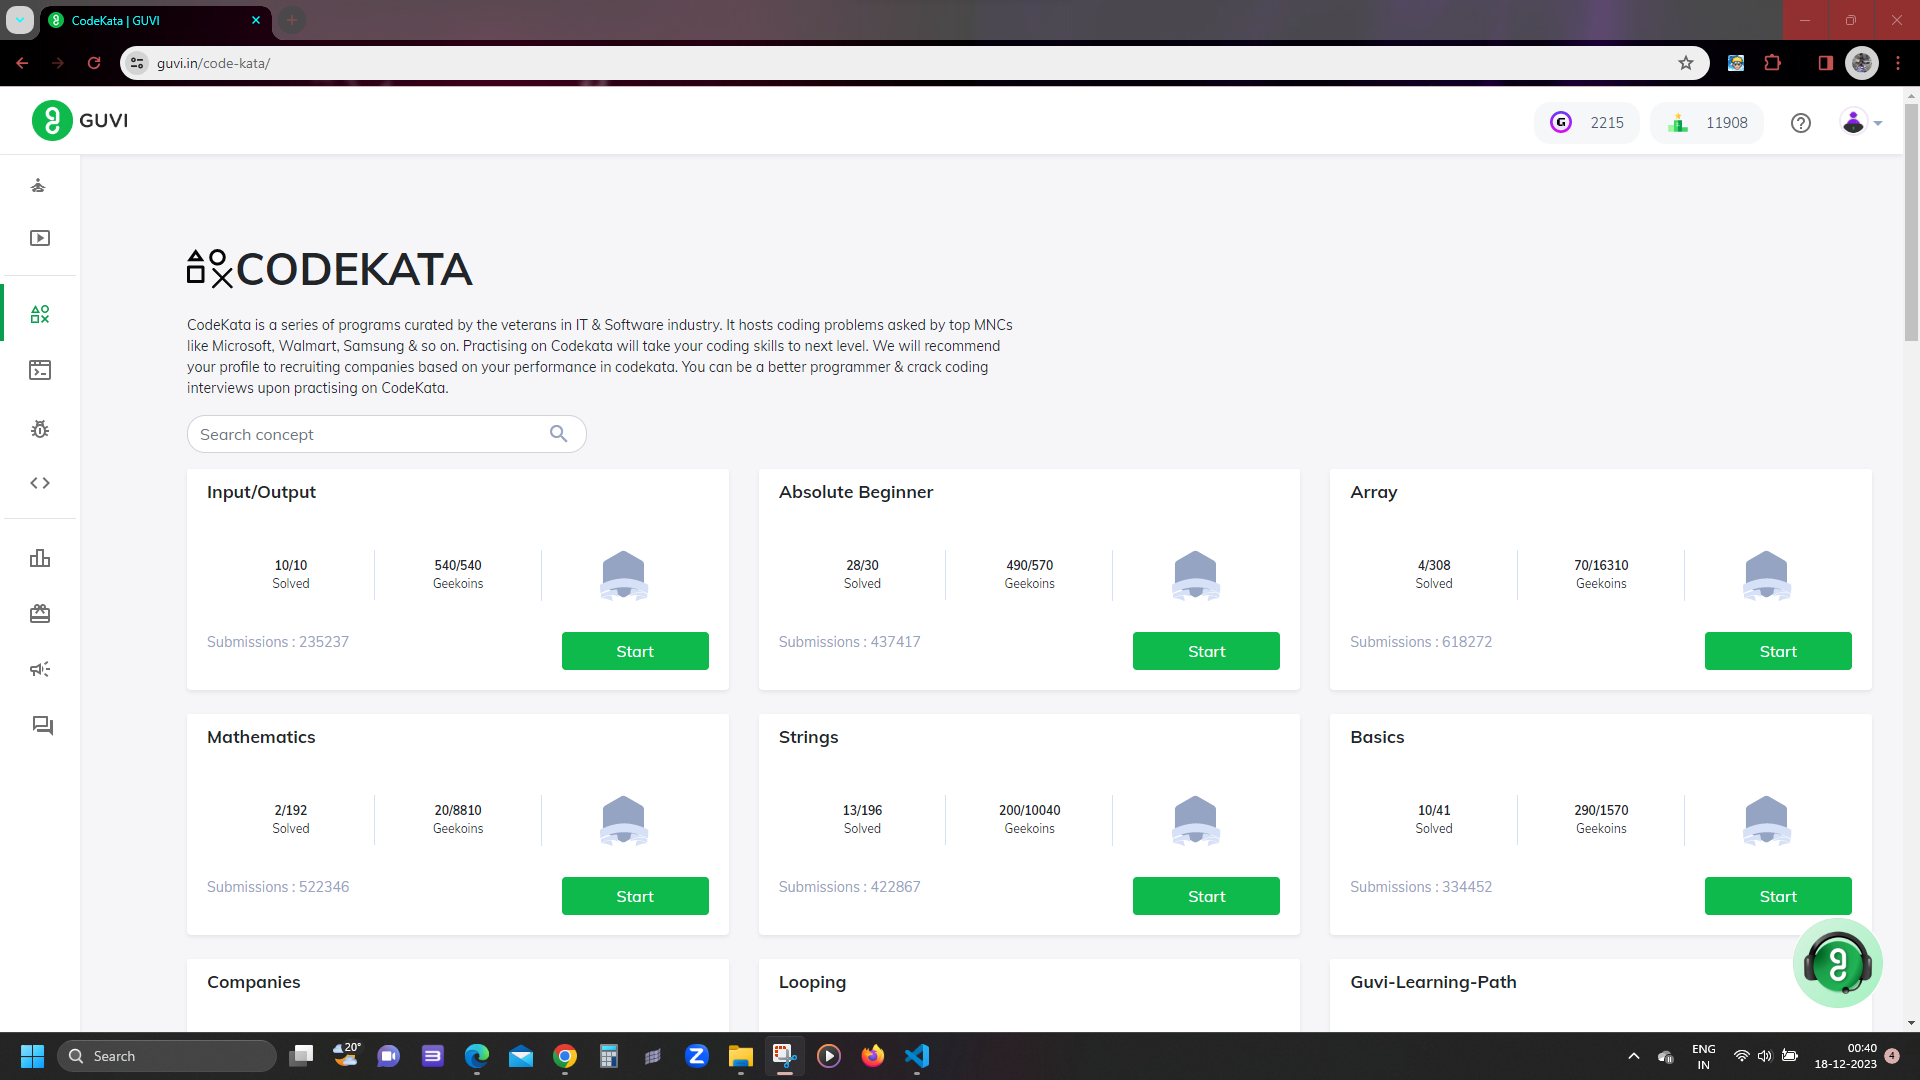 CodeKata | GUVI
guvi.in/code-kata/
GUVI
2215
11908
CODEKATA
CodeKata is a series of programs curated by the veterans in IT & Software industry. It hosts coding problems asked by top MNCs
like Microsoft, Walmart, Samsung & so on. Practising on Codekata will take your coding skills to next level. We will recommend
your profile to recruiting companies based on your performance in codekata. You can be a better programmer & crack coding
interviews upon practising on CodeKata.
Search concept
Input/Output
10/10
Solved
540/540
Geekoins
Submissions : 235237
Start
Absolute Beginner
28/30
Solved
490/570
Geekoins
Submissions : 437417
Start
Array
4/308
Solved
70/16310
Geekoins
Submissions : 618272
Start
Mathematics
2/192
Solved
20/8810
Geekoins
Submissions : 522346
Start
Strings
13/196
Solved
200/10040
Geekoins
Submissions : 422867
Start
Basics
10/41
Solved
290/1570
Geekoins
Submissions : 334452
Start
Companies
Looping
Guvi-Learning-Path
Search
20°
ENG
IN
00:40
18-12-2023
4